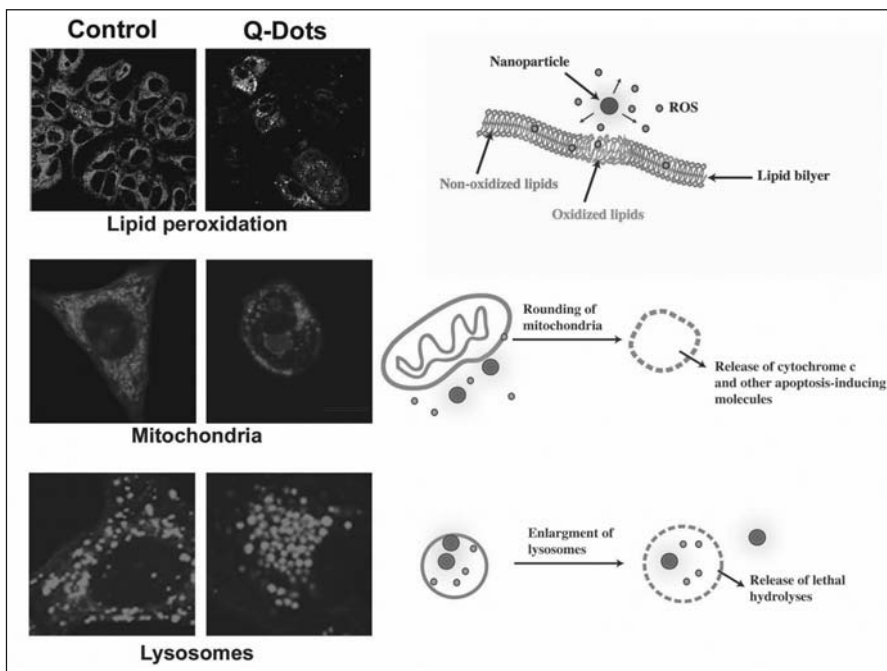 Control
Q-Dots
Nanoparticle
ROS
Non-oxidized lipids
Oxidized lipids
Lipid bilyer
Lipid peroxidation
Rounding of
mitochondria
Release of cytochrome c
and other apoptosis-inducing
molecules
Mitochondria
Enlargment of
lysosomes
Release of lethal
hydrolyses
Lysosomes